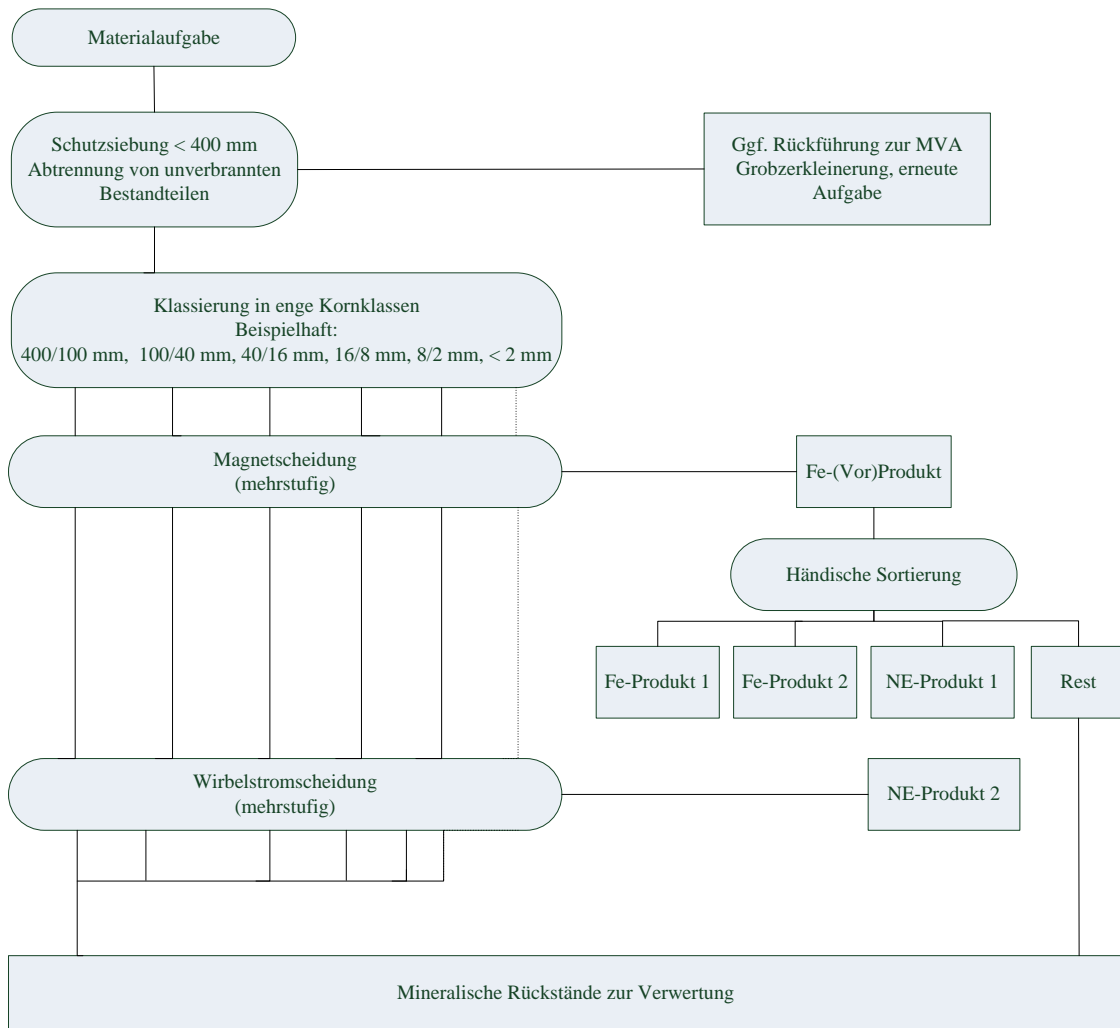 Materialaufgabe
Schutzsiebung < 400 mm
Abtrennung von unverbrannten
Bestandteilen
Ggf. Rückführung zur MVA
Grobzerkleinerung, erneute
Aufgabe
Klassierung in enge Kornklassen
Beispielhaft:
400/100 mm, 100/40 mm, 40/16 mm, 16/8 mm, 8/2 mm, < 2 mm
Magnetscheidung
(mehrstufig)
Fe-(Vor)Produkt
Händische Sortierung
Fe-Produkt 1
Fe-Produkt 2
NE-Produkt 1
Rest
Wirbelstromscheidung
(mehrstufig)
NE-Produkt 2
Mineralische Rückstände zur Verwertung